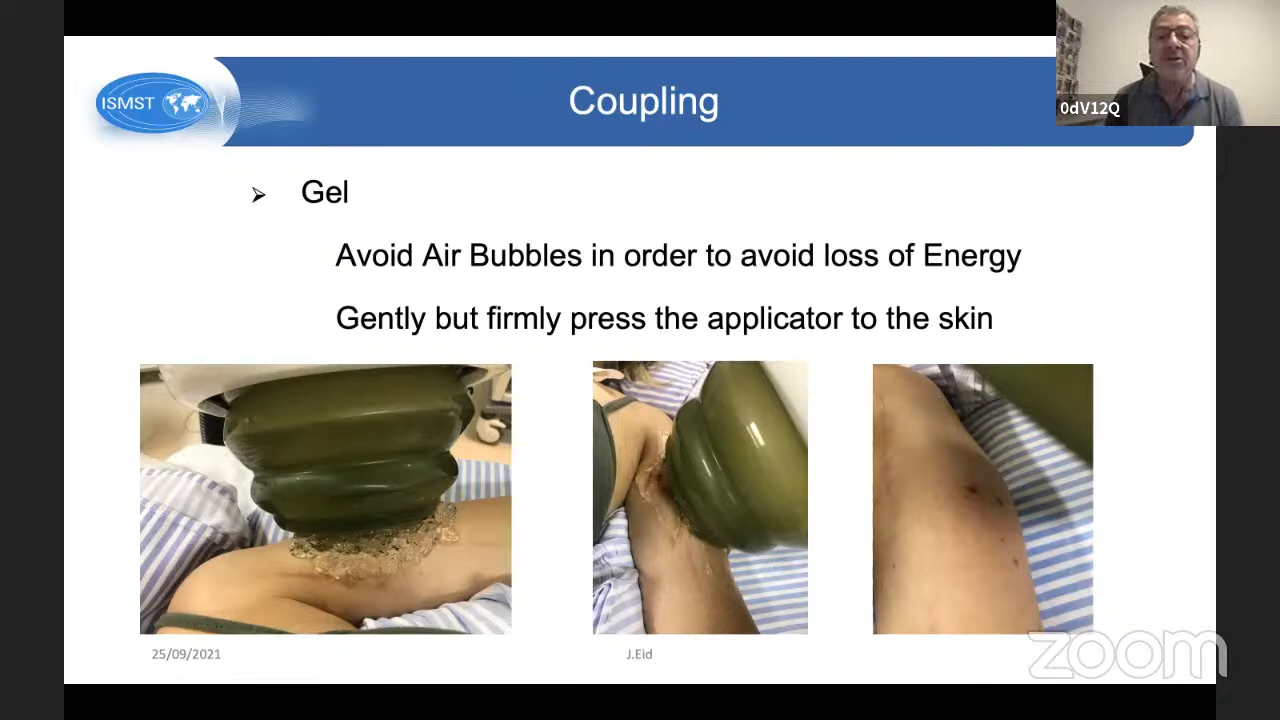 ISMST
Coupling
0dV12Q
➢ Gel
Avoid Air Bubbles in order to avoid loss of Energy
Gently but firmly press the applicator to the skin
25/09/2021
J.Eid
zoom